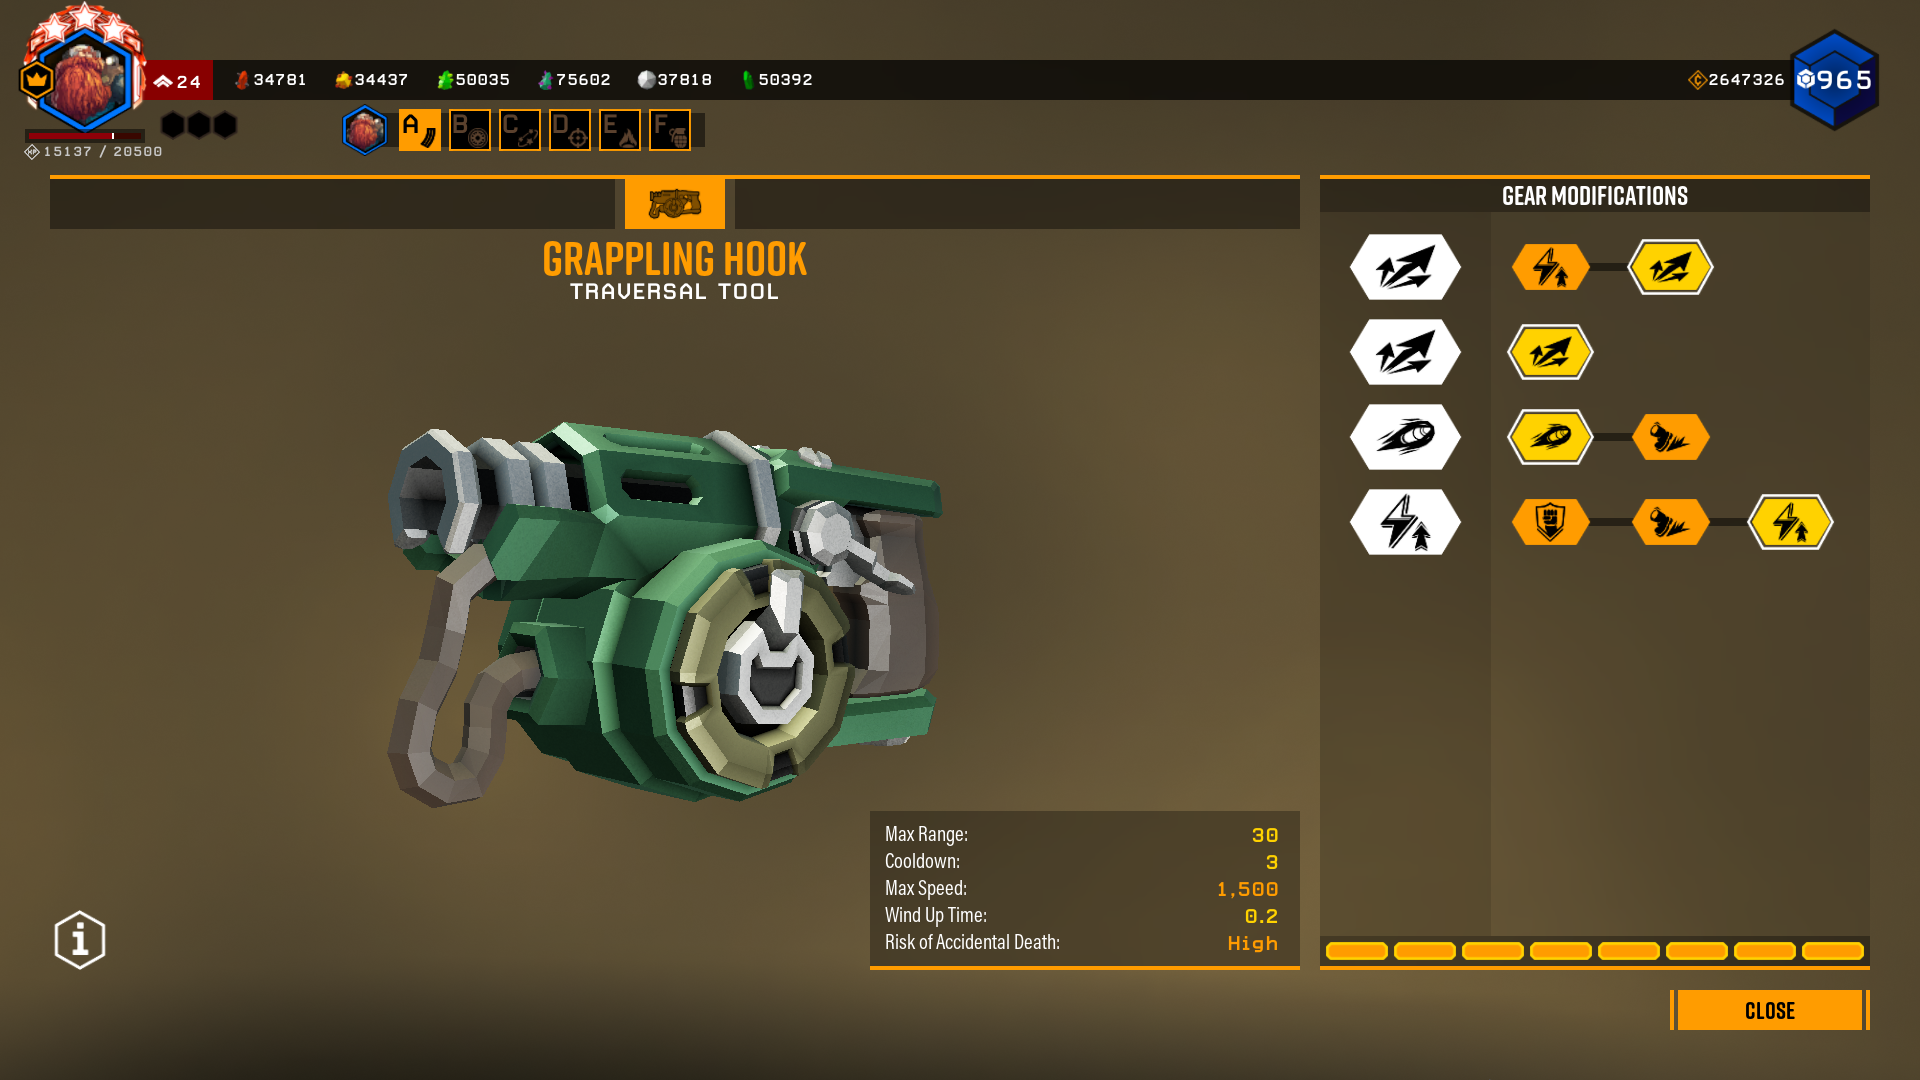 24
34781
34437
50035
75602
37818
50392
2647326
965
HP 15137 / 20500
A
B
C
D
E
F
GEAR MODIFICATIONS
GRAPPLING HOOK
TRAVERSAL TOOL
Max Range: 30
Cooldown: 3
Max Speed: 1,500
Wind Up Time: 0.2
Risk of Accidental Death: High
CLOSE